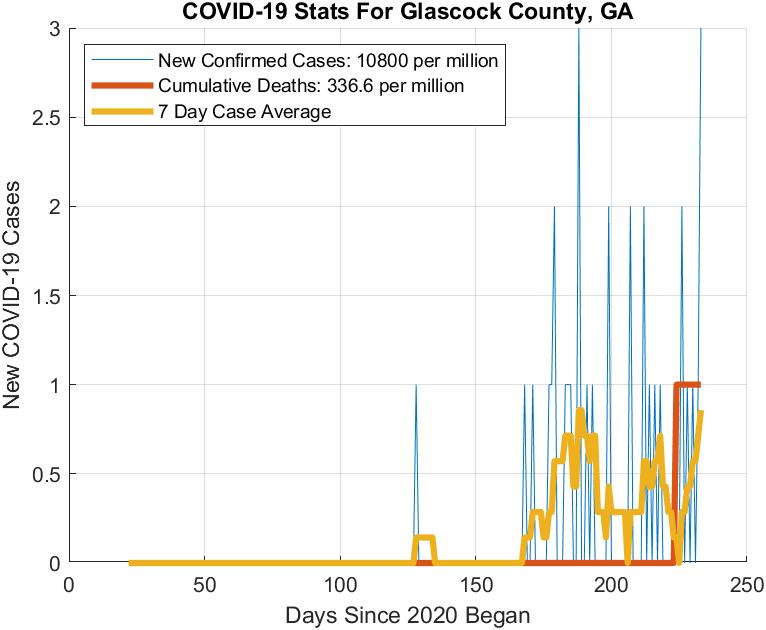 COVID-19 Stats For Glascock County, GA
New Confirmed Cases: 10800 per million
Cumulative Deaths: 336.6 per million
7 Day Case Average
New COVID-19 Cases
3
2.5
2
1.5
1
0.5
0
0 50 100 150 200 250
Days Since 2020 Began